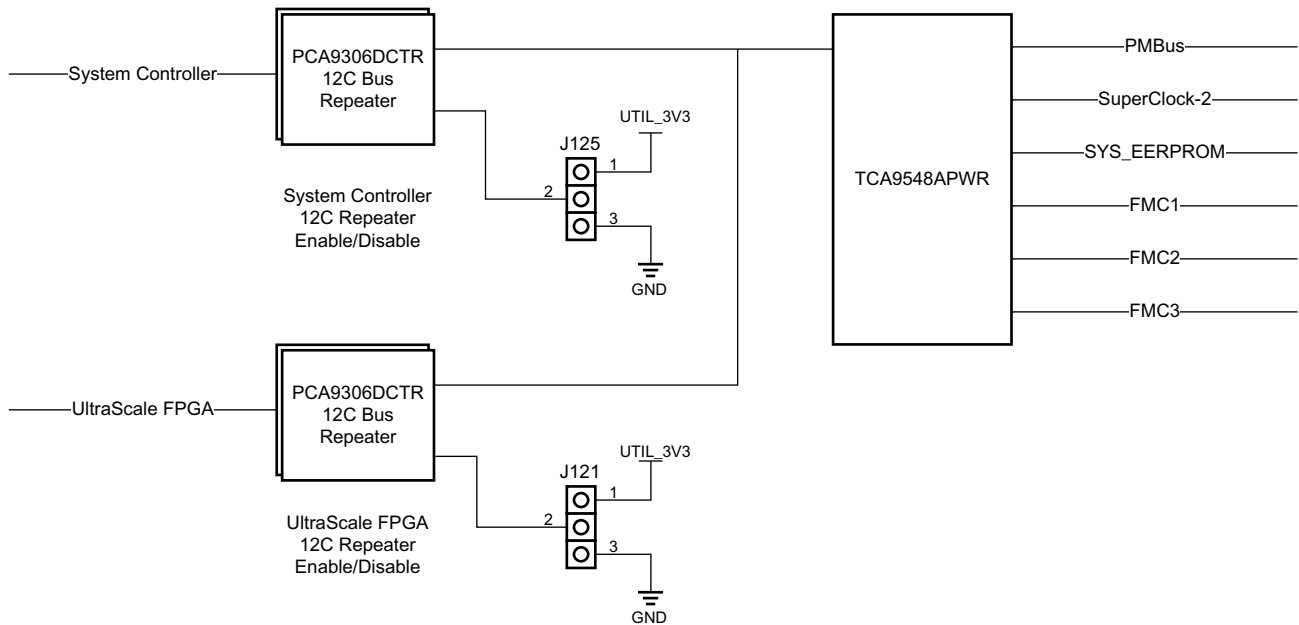 System Controller
PCA9306DCTR
12C Bus
Repeater
System Controller
12C Repeater
Enable/Disable
J125
UTIL_3V3
1
2
3
GND
TCA9548APWR
PMBus
SuperClock-2
SYS_EERPROM
FMC1
FMC2
FMC3
UltraScale FPGA
PCA9306DCTR
12C Bus
Repeater
UltraScale FPGA
12C Repeater
Enable/Disable
J121
UTIL_3V3
1
2
3
GND